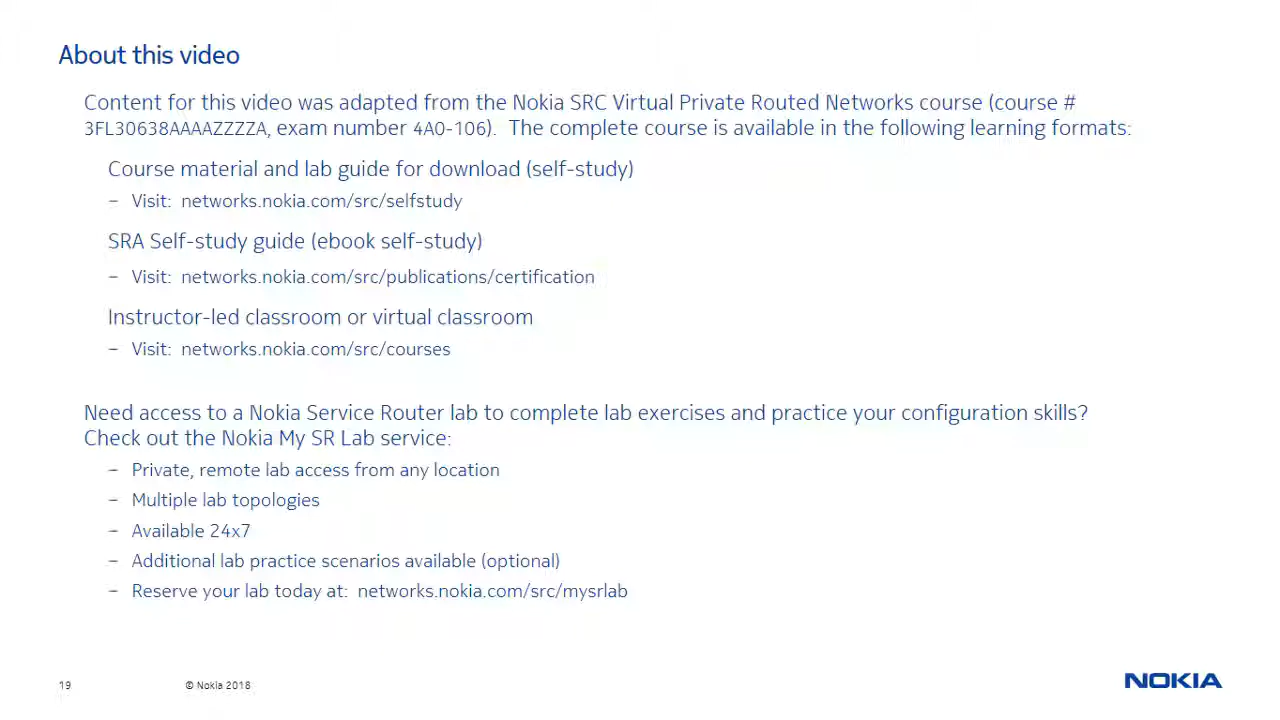 About this video
Content for this video was adapted from the Nokia SRC Virtual Private Routed Networks course (course #
3FL30638AAAAZZZZA, exam number 4A0-106).  The complete course is available in the following learning formats:
Course material and lab guide for download (self-study)
– Visit:  networks.nokia.com/src/selfstudy
SRA Self-study guide (ebook self-study)
– Visit:  networks.nokia.com/src/publications/certification
Instructor-led classroom or virtual classroom
– Visit:  networks.nokia.com/src/courses
Need access to a Nokia Service Router lab to complete lab exercises and practice your configuration skills?
Check out the Nokia My SR Lab service:
– Private, remote lab access from any location
– Multiple lab topologies
– Available 24x7
– Additional lab practice scenarios available (optional)
– Reserve your lab today at:  networks.nokia.com/src/mysrlab
19
© Nokia 2018
NOKIA